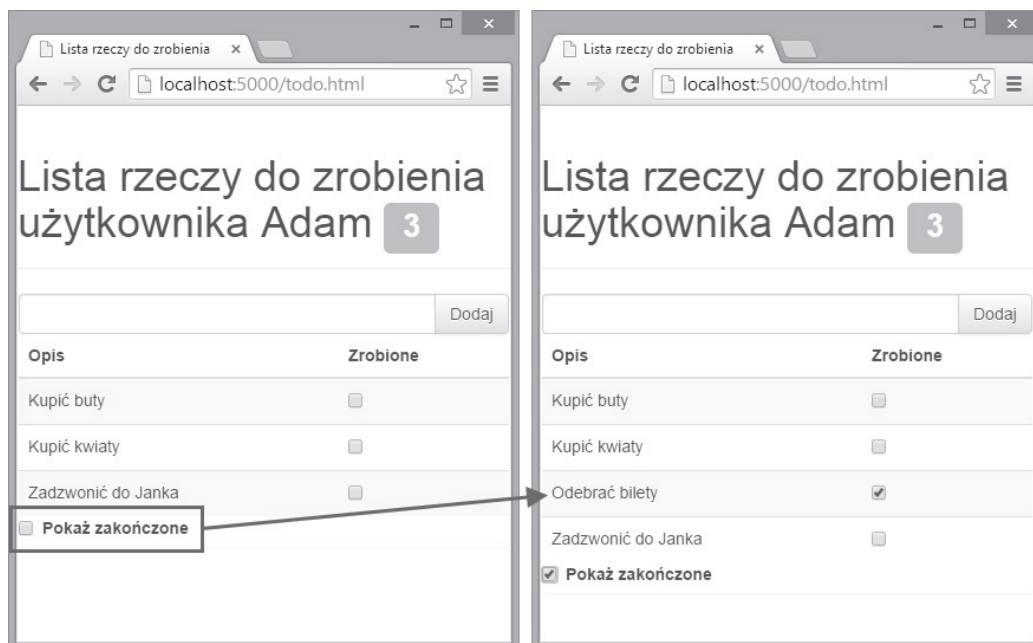 Lista rzeczy do zrobienia
localhost:5000/todo.html
Lista rzeczy do zrobienia
użytkownika Adam 3
Dodaj
Opis Zrobione
Kupić buty
Kupić kwiaty
Zadzwonić do Janka
Pokaż zakończone
Lista rzeczy do zrobienia
localhost:5000/todo.html
Lista rzeczy do zrobienia
użytkownika Adam 3
Dodaj
Opis Zrobione
Kupić buty
Kupić kwiaty
Odebrać bilety
Zadzwonić do Janka
Pokaż zakończone